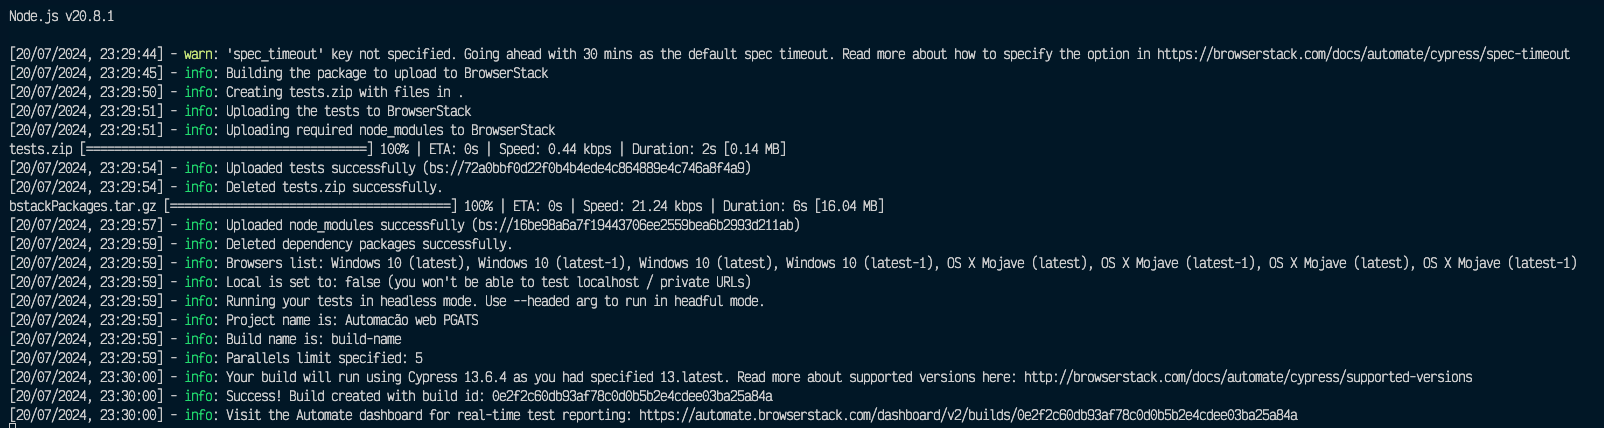 Node.js v20.8.1
[20/07/2024, 23:29:44] - warn: 'spec_timeout' key not specified. Going ahead with 30 mins as the default spec timeout. Read more about how to specify the option in https://browserstack.com/docs/automate/cypress/spec-timeout
[20/07/2024, 23:29:45] - info: Building the package to upload to BrowserStack
[20/07/2024, 23:29:50] - info: Creating tests.zip with files in .
[20/07/2024, 23:29:51] - info: Uploading the tests to BrowserStack
[20/07/2024, 23:29:51] - info: Uploading required node_modules to BrowserStack
tests.zip [========================================] 100% | ETA: 0s | Speed: 0.44 kbps | Duration: 2s [0.14 MB]
[20/07/2024, 23:29:54] - info: Uploaded tests successfully (bs://72a0bbf0d22f0b4b4ede4c864889e4c746a8f4a9)
[20/07/2024, 23:29:54] - info: Deleted tests.zip successfully.
bstackPackages.tar.gz [========================================] 100% | ETA: 0s | Speed: 21.24 kbps | Duration: 6s [16.04 MB]
[20/07/2024, 23:29:57] - info: Uploaded node_modules successfully (bs://16be98a6a7f19443706ee2559bea6b2993d211ab)
[20/07/2024, 23:29:59] - info: Deleted dependency packages successfully.
[20/07/2024, 23:29:59] - info: Browsers list: Windows 10 (latest), Windows 10 (latest-1), Windows 10 (latest), Windows 10 (latest-1), OS X Mojave (latest), OS X Mojave (latest-1), OS X Mojave (latest), OS X Mojave (latest-1)
[20/07/2024, 23:29:59] - info: Local is set to: false (you won't be able to test localhost / private URLs)
[20/07/2024, 23:29:59] - info: Running your tests in headless mode. Use --headed arg to run in headful mode.
[20/07/2024, 23:29:59] - info: Project name is: Automacão web PGATS
[20/07/2024, 23:29:59] - info: Build name is: build-name
[20/07/2024, 23:29:59] - info: Parallels limit specified: 5
[20/07/2024, 23:30:00] - info: Your build will run using Cypress 13.6.4 as you had specified 13.latest. Read more about supported versions here: http://browserstack.com/docs/automate/cypress/supported-versions
[20/07/2024, 23:30:00] - info: Success! Build created with build id: 0e2f2c60db93af78c0d0b5b2e4cdee03ba25a84a
[20/07/2024, 23:30:00] - info: Visit the Automate dashboard for real-time test reporting: https://automate.browserstack.com/dashboard/v2/builds/0e2f2c60db93af78c0d0b5b2e4cdee03ba25a84a